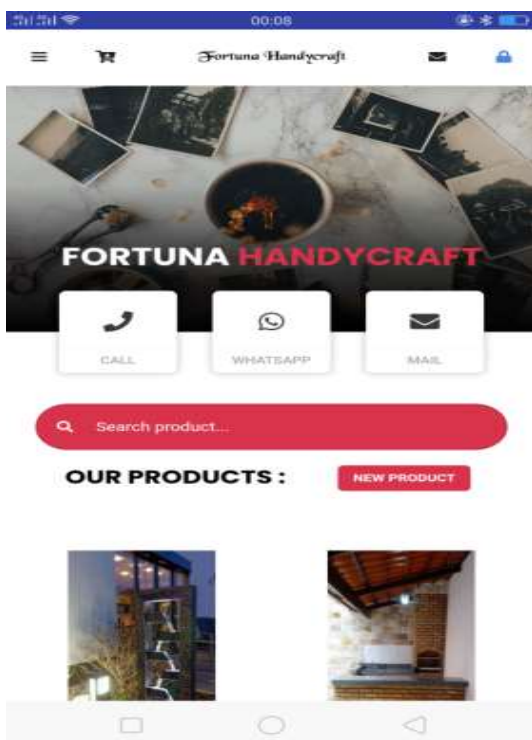 00:08
Fortuna Handycraft
FORTUNA HANDYCRAFT
CALL WHATSAPP MAIL
Search product...
OUR PRODUCTS : NEW PRODUCT